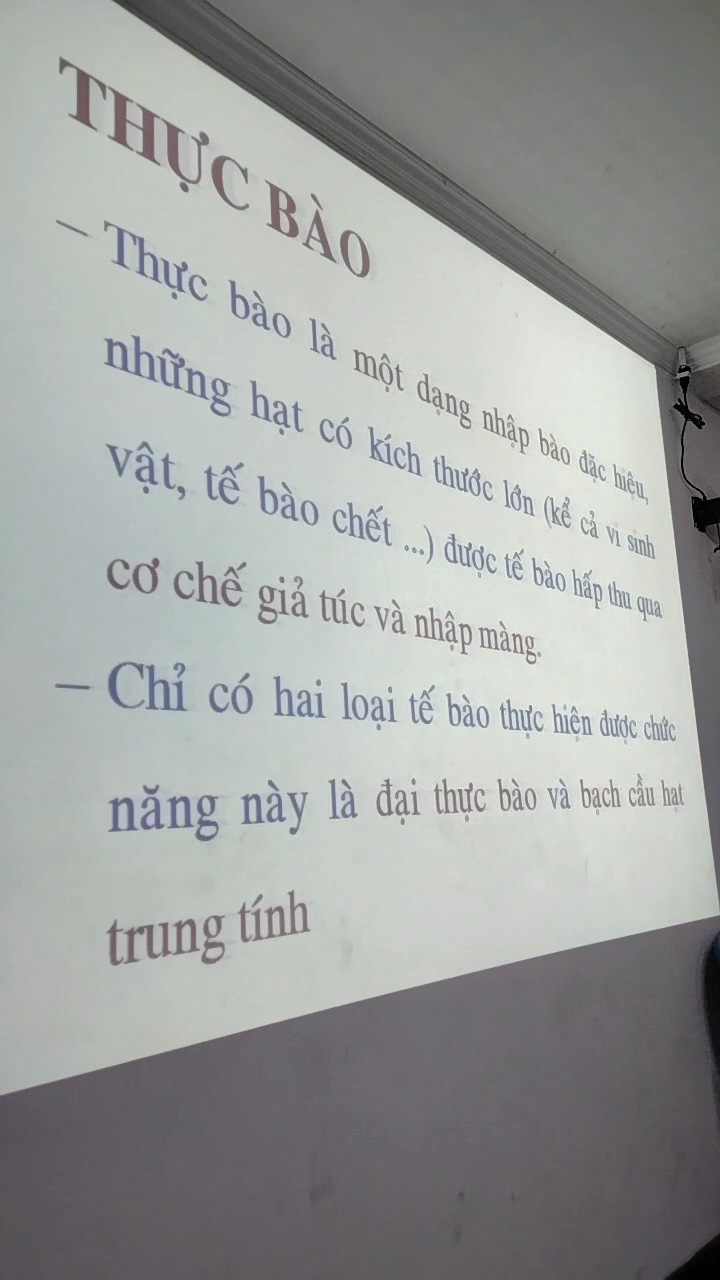 THỰC BÀO
– Thực bào là một dạng nhập bào đặc hiệu,
những hạt có kích thước lớn (kể cả vi sinh
vật, tế bào chết ...) được tế bào hấp thu qua
cơ chế giả túc và nhập màng.
– Chỉ có hai loại tế bào thực hiện được chức
năng này là đại thực bào và bạch cầu hạt
trung tính